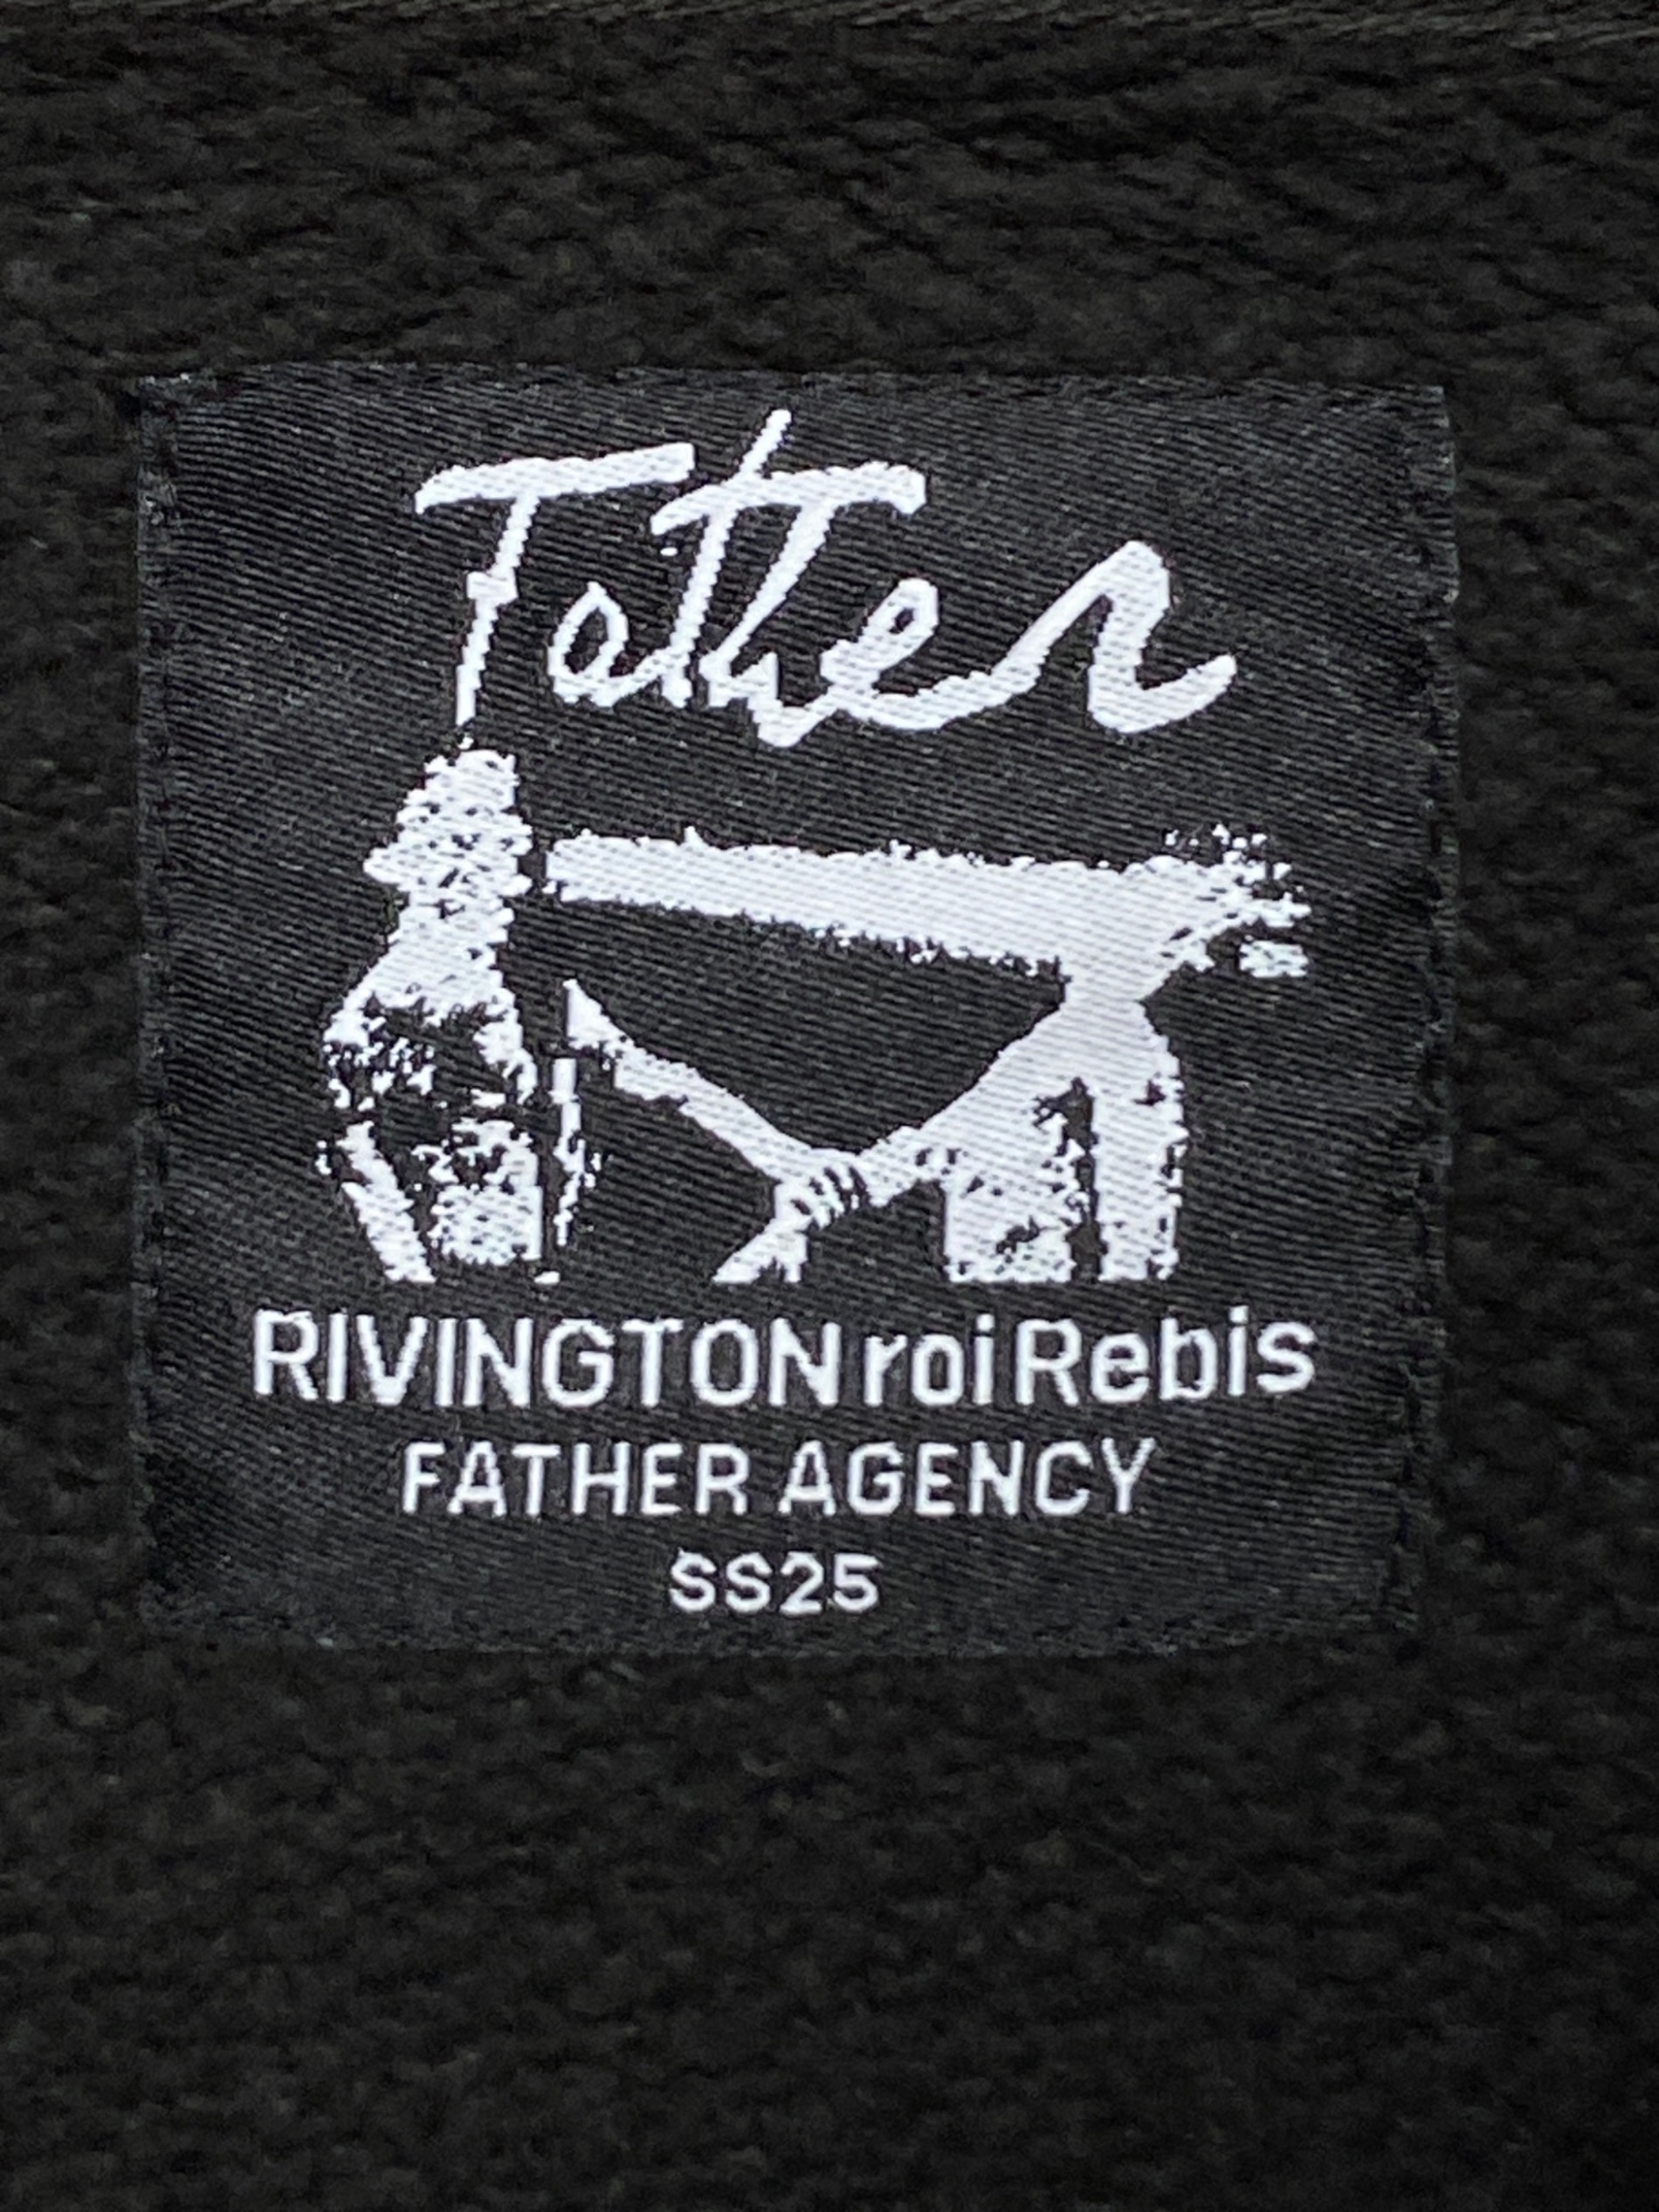 Father
RIVINGTON roi Rebis
FATHER AGENCY
SS25